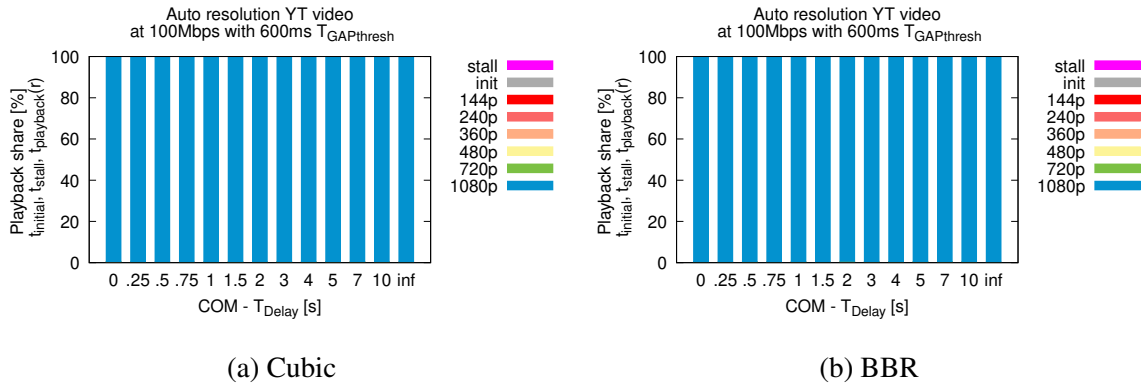 Auto resolution YT video
at 100Mbps with 600ms T_GAPthresh
100
80
60
40
20
0
Playback share [%]
t_initial, t_stall, t_playback(r)
0 .25 .5 .75 1 1.5 2 3 4 5 7 10 inf
COM - T_Delay [s]
stall
init
144p
240p
360p
480p
720p
1080p
(a) Cubic
Auto resolution YT video
at 100Mbps with 600ms T_GAPthresh
100
80
60
40
20
0
Playback share [%]
t_initial, t_stall, t_playback(r)
0 .25 .5 .75 1 1.5 2 3 4 5 7 10 inf
COM - T_Delay [s]
stall
init
144p
240p
360p
480p
720p
1080p
(b) BBR